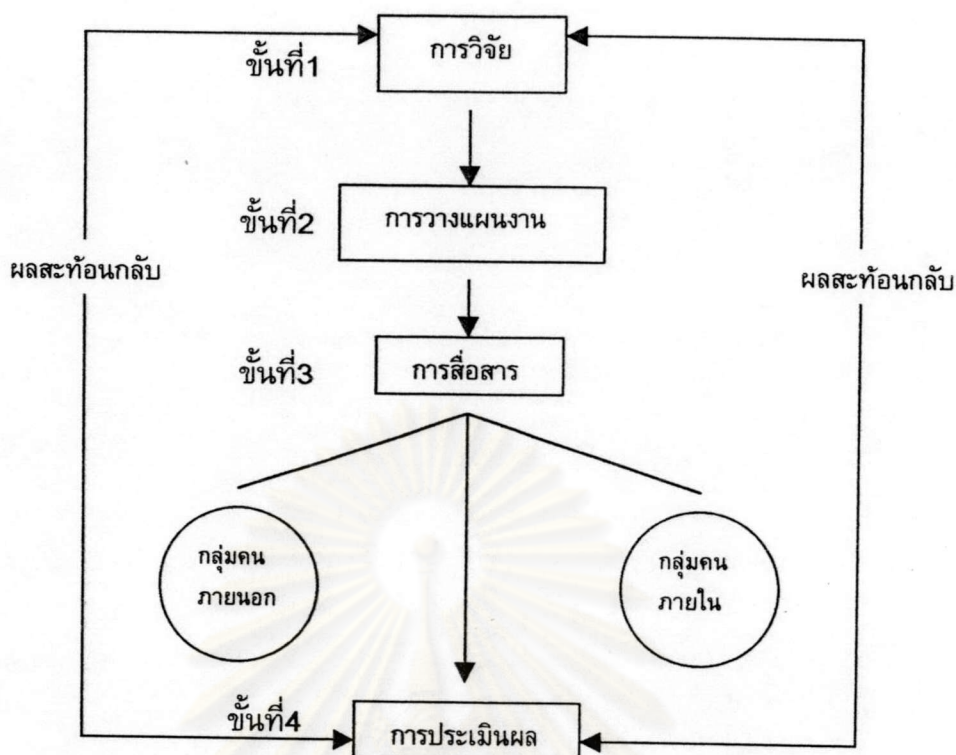 การวิจัย
ขั้นที่1
การวางแผนงาน
ขั้นที่2
ผลสะท้อนกลับ
ผลสะท้อนกลับ
การสื่อสาร
ขั้นที่3
กลุ่มคน
ภายนอก
กลุ่มคน
ภายใน
ขั้นที่4
การประเมินผล